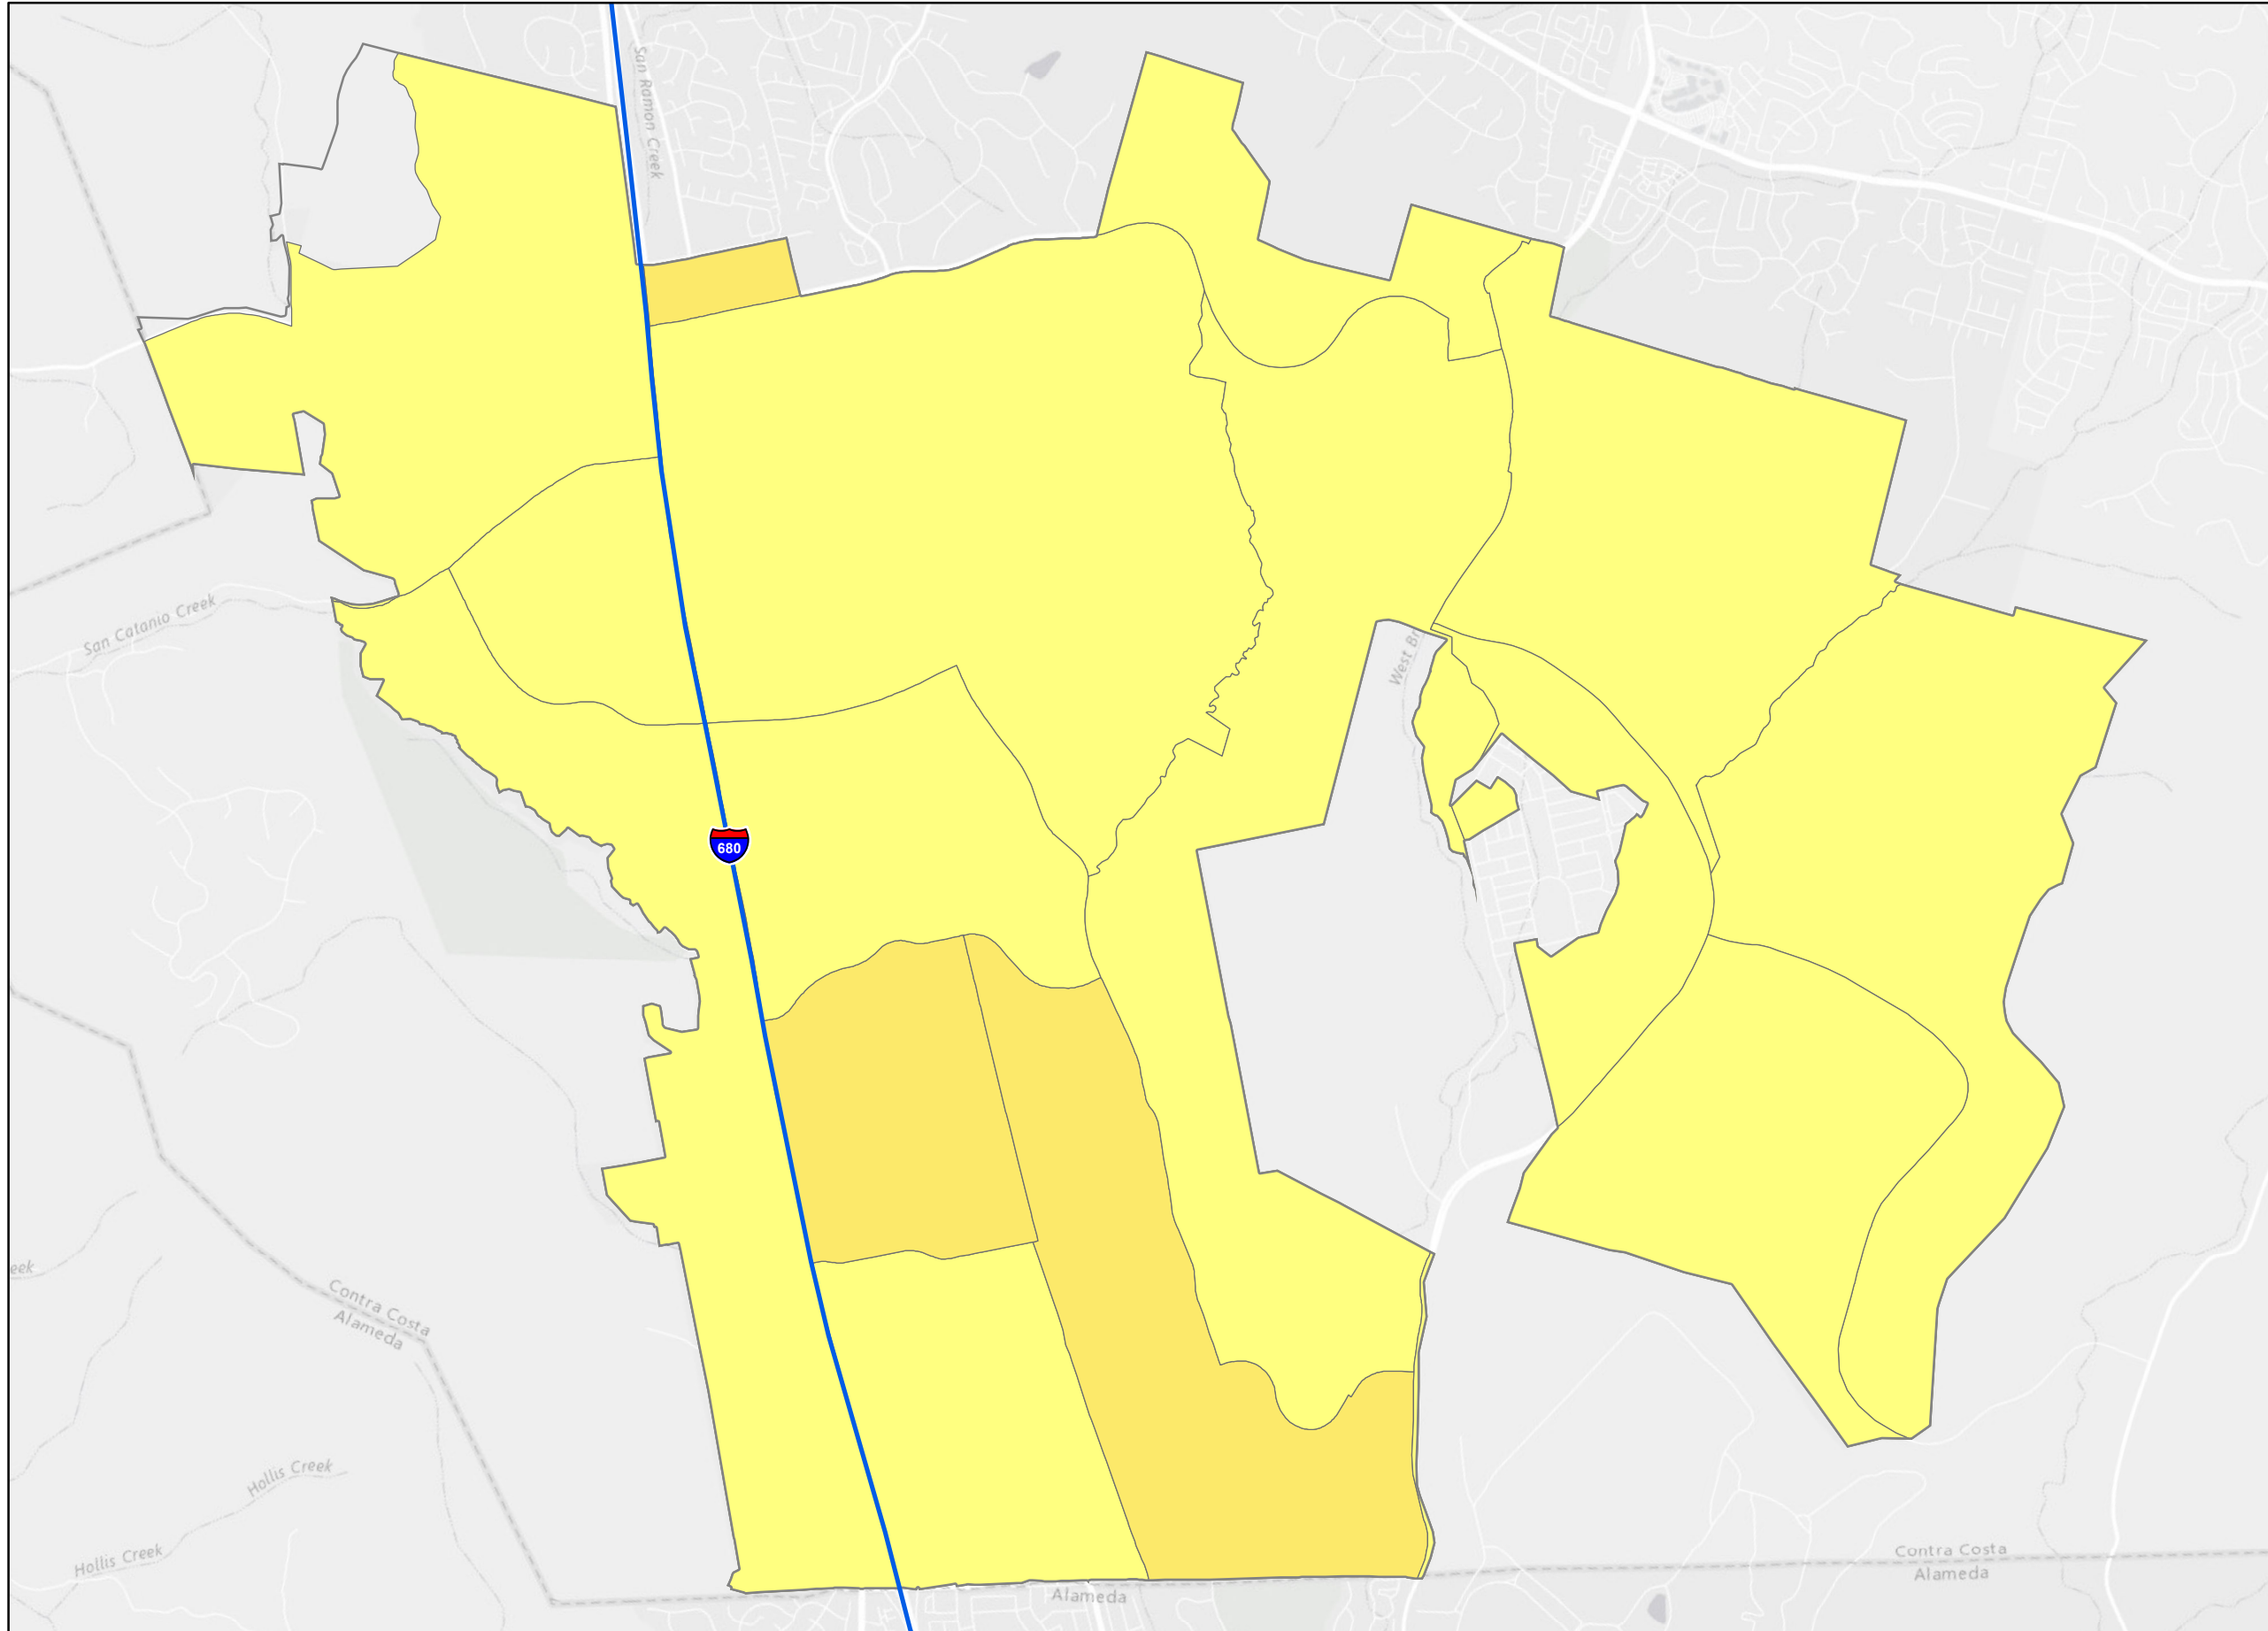 San Ramon Creek
San Catanio Creek
West Br
680
eek
Contra Costa
Alameda
Hollis Creek
Hollis Creek
Contra Costa
Alameda
Alameda